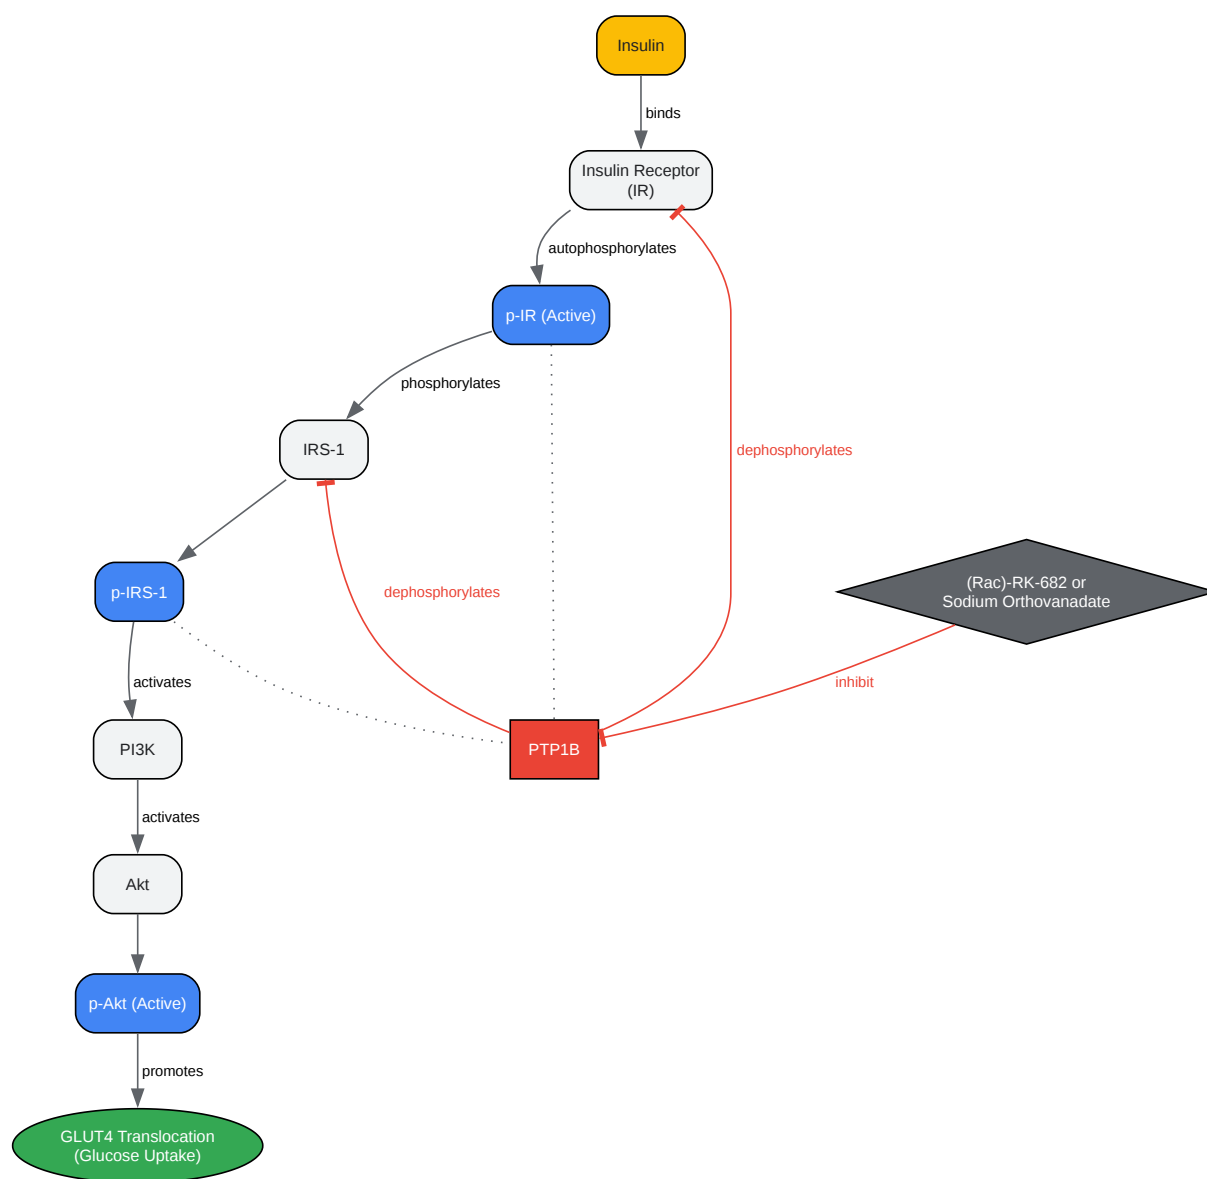 Insulin
binds
Insulin Receptor
(IR)
autophosphorylates
p-IR (Active)
phosphorylates
IRS-1
dephosphorylates
p-IRS-1
dephosphorylates
(Rac)-RK-682 or
Sodium Orthovanadate
activates
inhibit
PI3K
PTP1B
activates
Akt
p-Akt (Active)
promotes
GLUT4 Translocation
(Glucose Uptake)